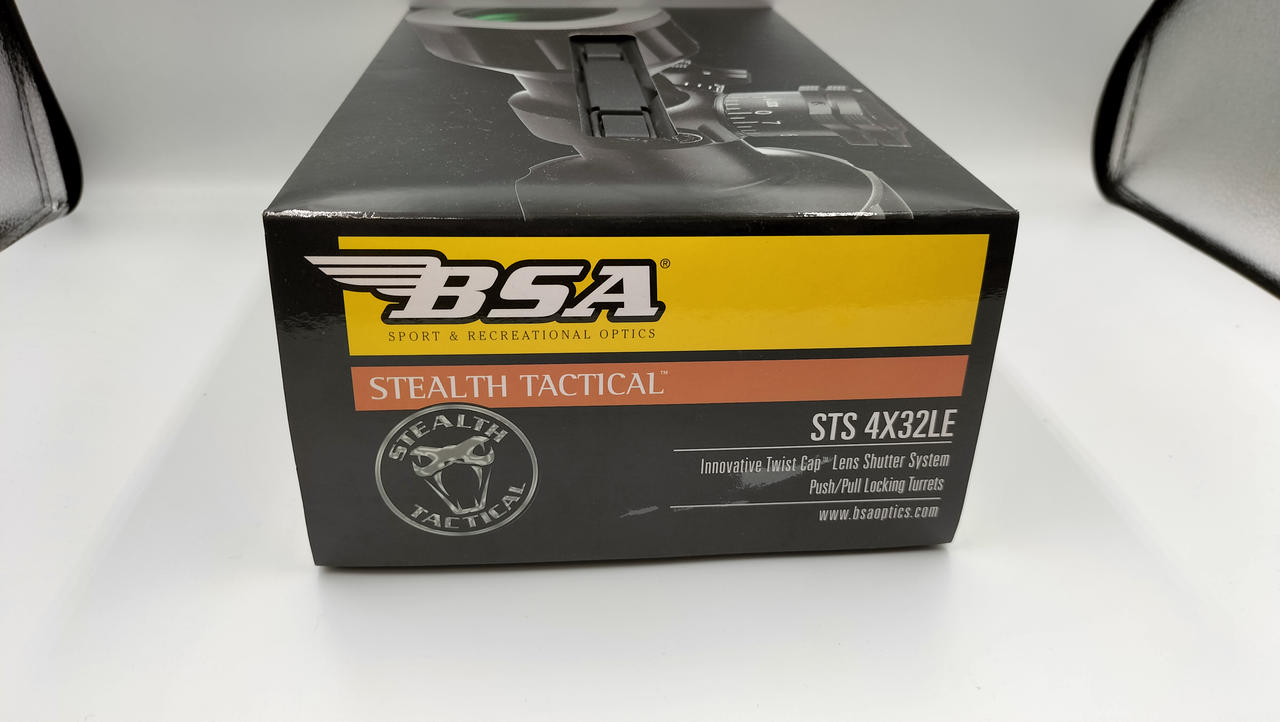 BSA®
SPORT & RECREATIONAL OPTICS
STEALTH TACTICAL™
STEALTH
TACTICAL
STS 4X32LE
Innovative Twist Cap™ Lens Shutter System
Push/Pull Locking Turrets
www.bsaoptics.com